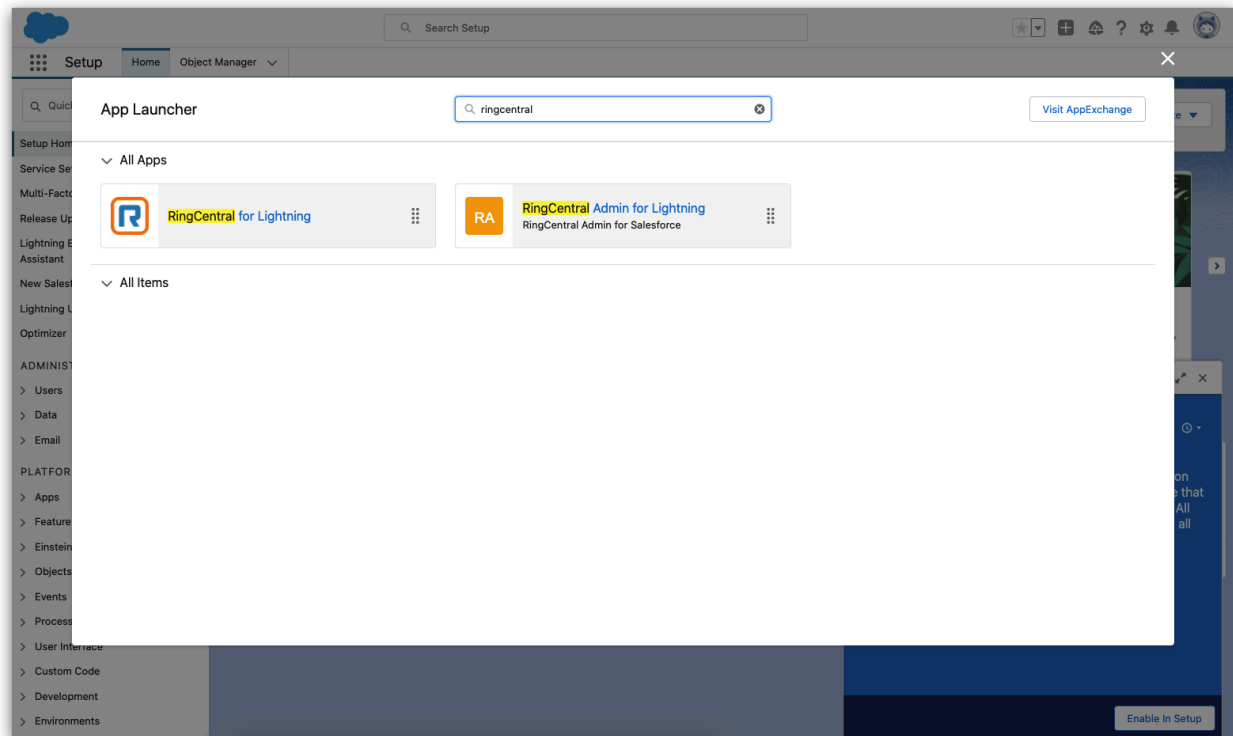 Search Setup
Setup
Home
Object Manager
App Launcher
ringcentral
Visit AppExchange
All Apps
RingCentral for Lightning
RA
RingCentral Admin for Lightning
RingCentral Admin for Salesforce
All Items
Quic
Setup Hom
Service Se
Multi-Facto
Release Up
Lightning E
Assistant
New Salesf
Lightning U
Optimizer
ADMINIST
Users
Data
Email
PLATFOR
Apps
Feature
Einstein
Objects
Events
Process
User Interface
Custom Code
Development
Environments
on
e that
All
all
Enable In Setup